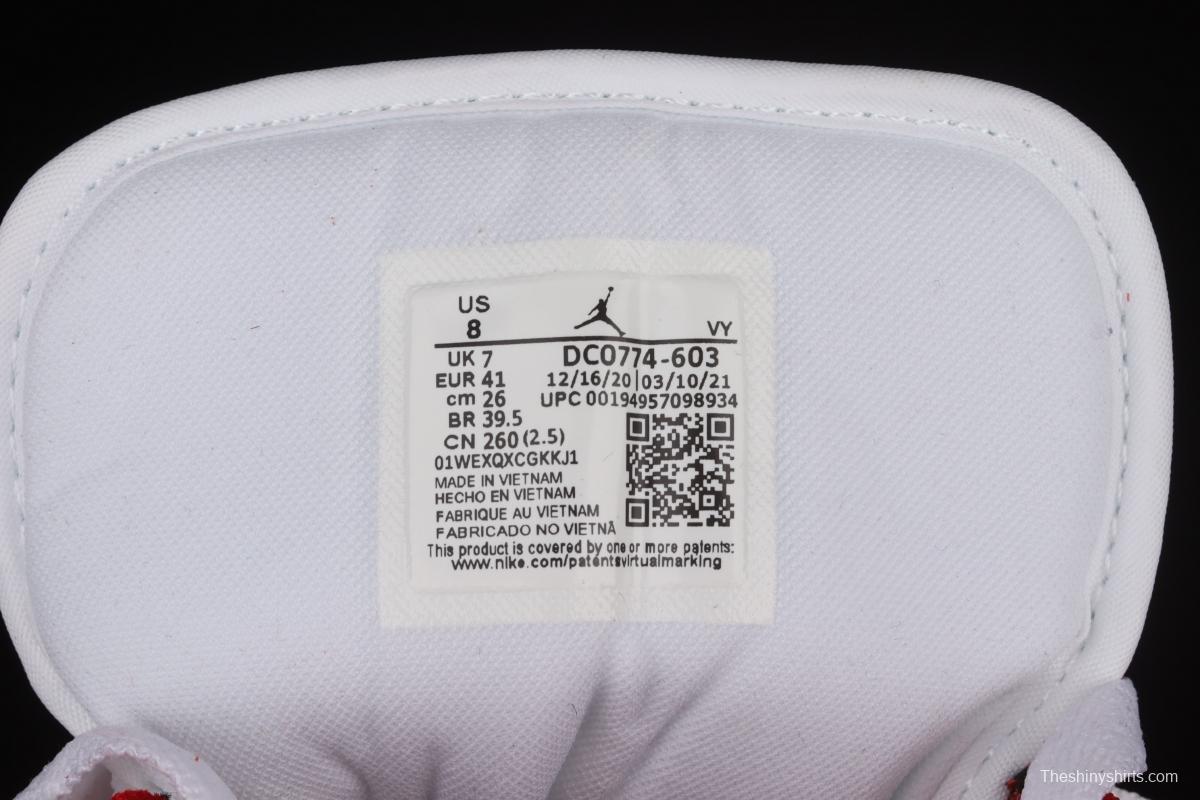 US
8
VY
UK 7
DC0774-603
EUR 41
12/16/20|03/10/21
cm 26
UPC 00194957098934
BR 39.5
CN 260 (2.5)
01WEXQXCGKKJ1
MADE IN VIETNAM
HECHO EN VIETNAM
FABRIQUE AU VIETNAM
FABRICADO NO VIETNÃ
This product is covered by one or more patents:
www.nike.com/patentsvirtualmarking
Theshinyshirts.com